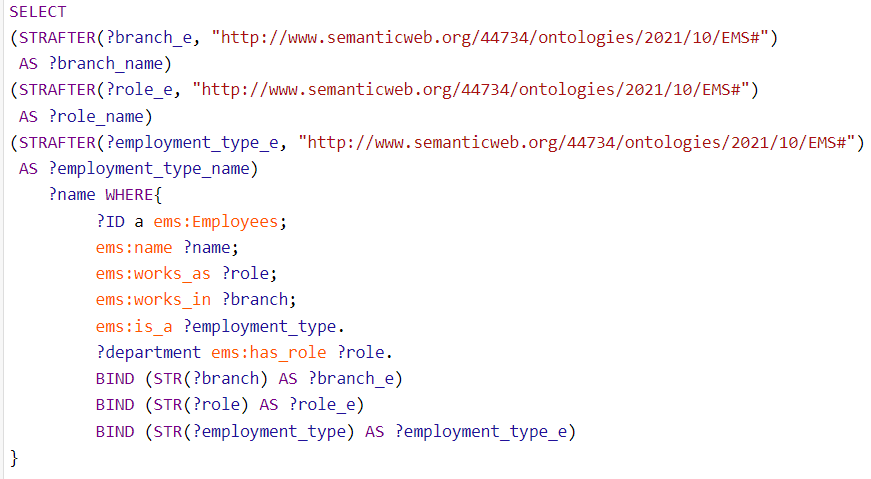 SELECT
(STRAFTER(?branch_e, "http://www.semanticweb.org/44734/ontologies/2021/10/EMS#")
AS ?branch_name)
(STRAFTER(?role_e, "http://www.semanticweb.org/44734/ontologies/2021/10/EMS#")
AS ?role_name)
(STRAFTER(?employment_type_e, "http://www.semanticweb.org/44734/ontologies/2021/10/EMS#")
AS ?employment_type_name)
?name WHERE{
?ID a ems:Employees;
ems:name ?name;
ems:works_as ?role;
ems:works_in ?branch;
ems:is_a ?employment_type.
?department ems:has_role ?role.
BIND (STR(?branch) AS ?branch_e)
BIND (STR(?role) AS ?role_e)
BIND (STR(?employment_type) AS ?employment_type_e)
}